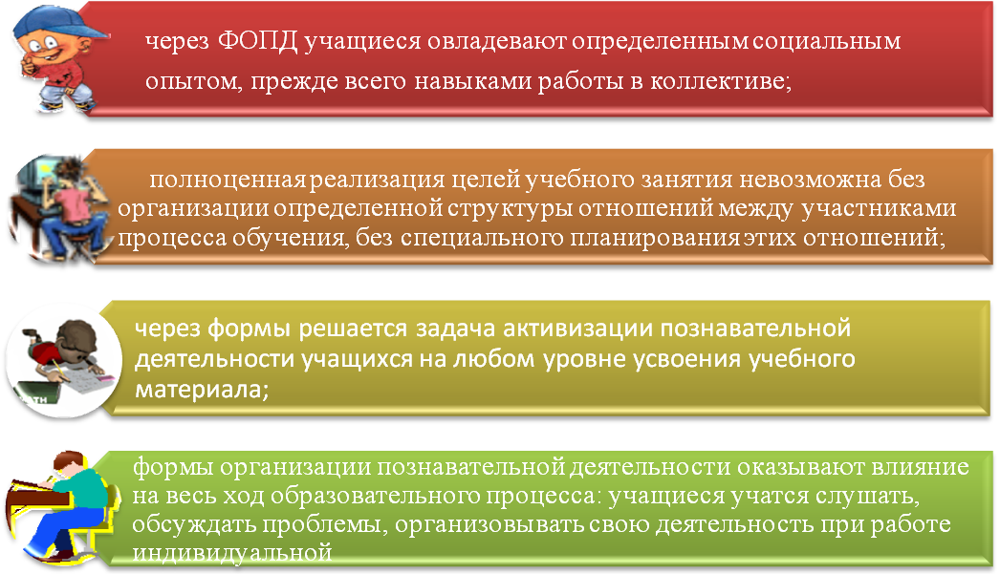 через ФОПД учащиеся овладевают определенным социальным
опытом, прежде всего навыками работы в коллективе;
полноценная реализация целей учебного занятия невозможна без
организации определенной структуры отношений между участниками
процесса обучения, без специального планирования этих отношений;
через формы решается задача активизации познавательной
деятельности учащихся на любом уровне усвоения учебного
материала;
формы организации познавательной деятельности оказывают влияние
на весь ход образовательного процесса: учащиеся учатся слушать,
обсуждать проблемы, организовывать свою деятельность при работе
индивидуальной